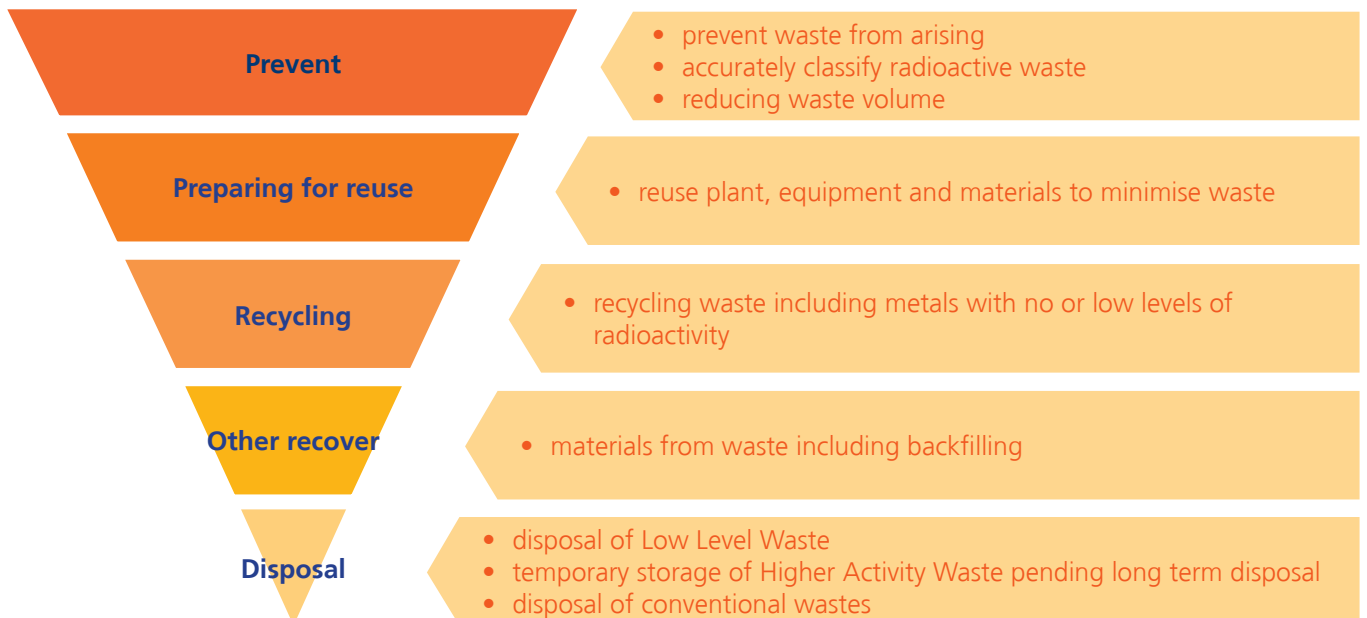 Prevent
• prevent waste from arising
• accurately classify radioactive waste
• reducing waste volume
Preparing for reuse
• reuse plant, equipment and materials to minimise waste
Recycling
• recycling waste including metals with no or low levels of
radioactivity
Other recover
• materials from waste including backfilling
Disposal
• disposal of Low Level Waste
• temporary storage of Higher Activity Waste pending long term disposal
• disposal of conventional wastes